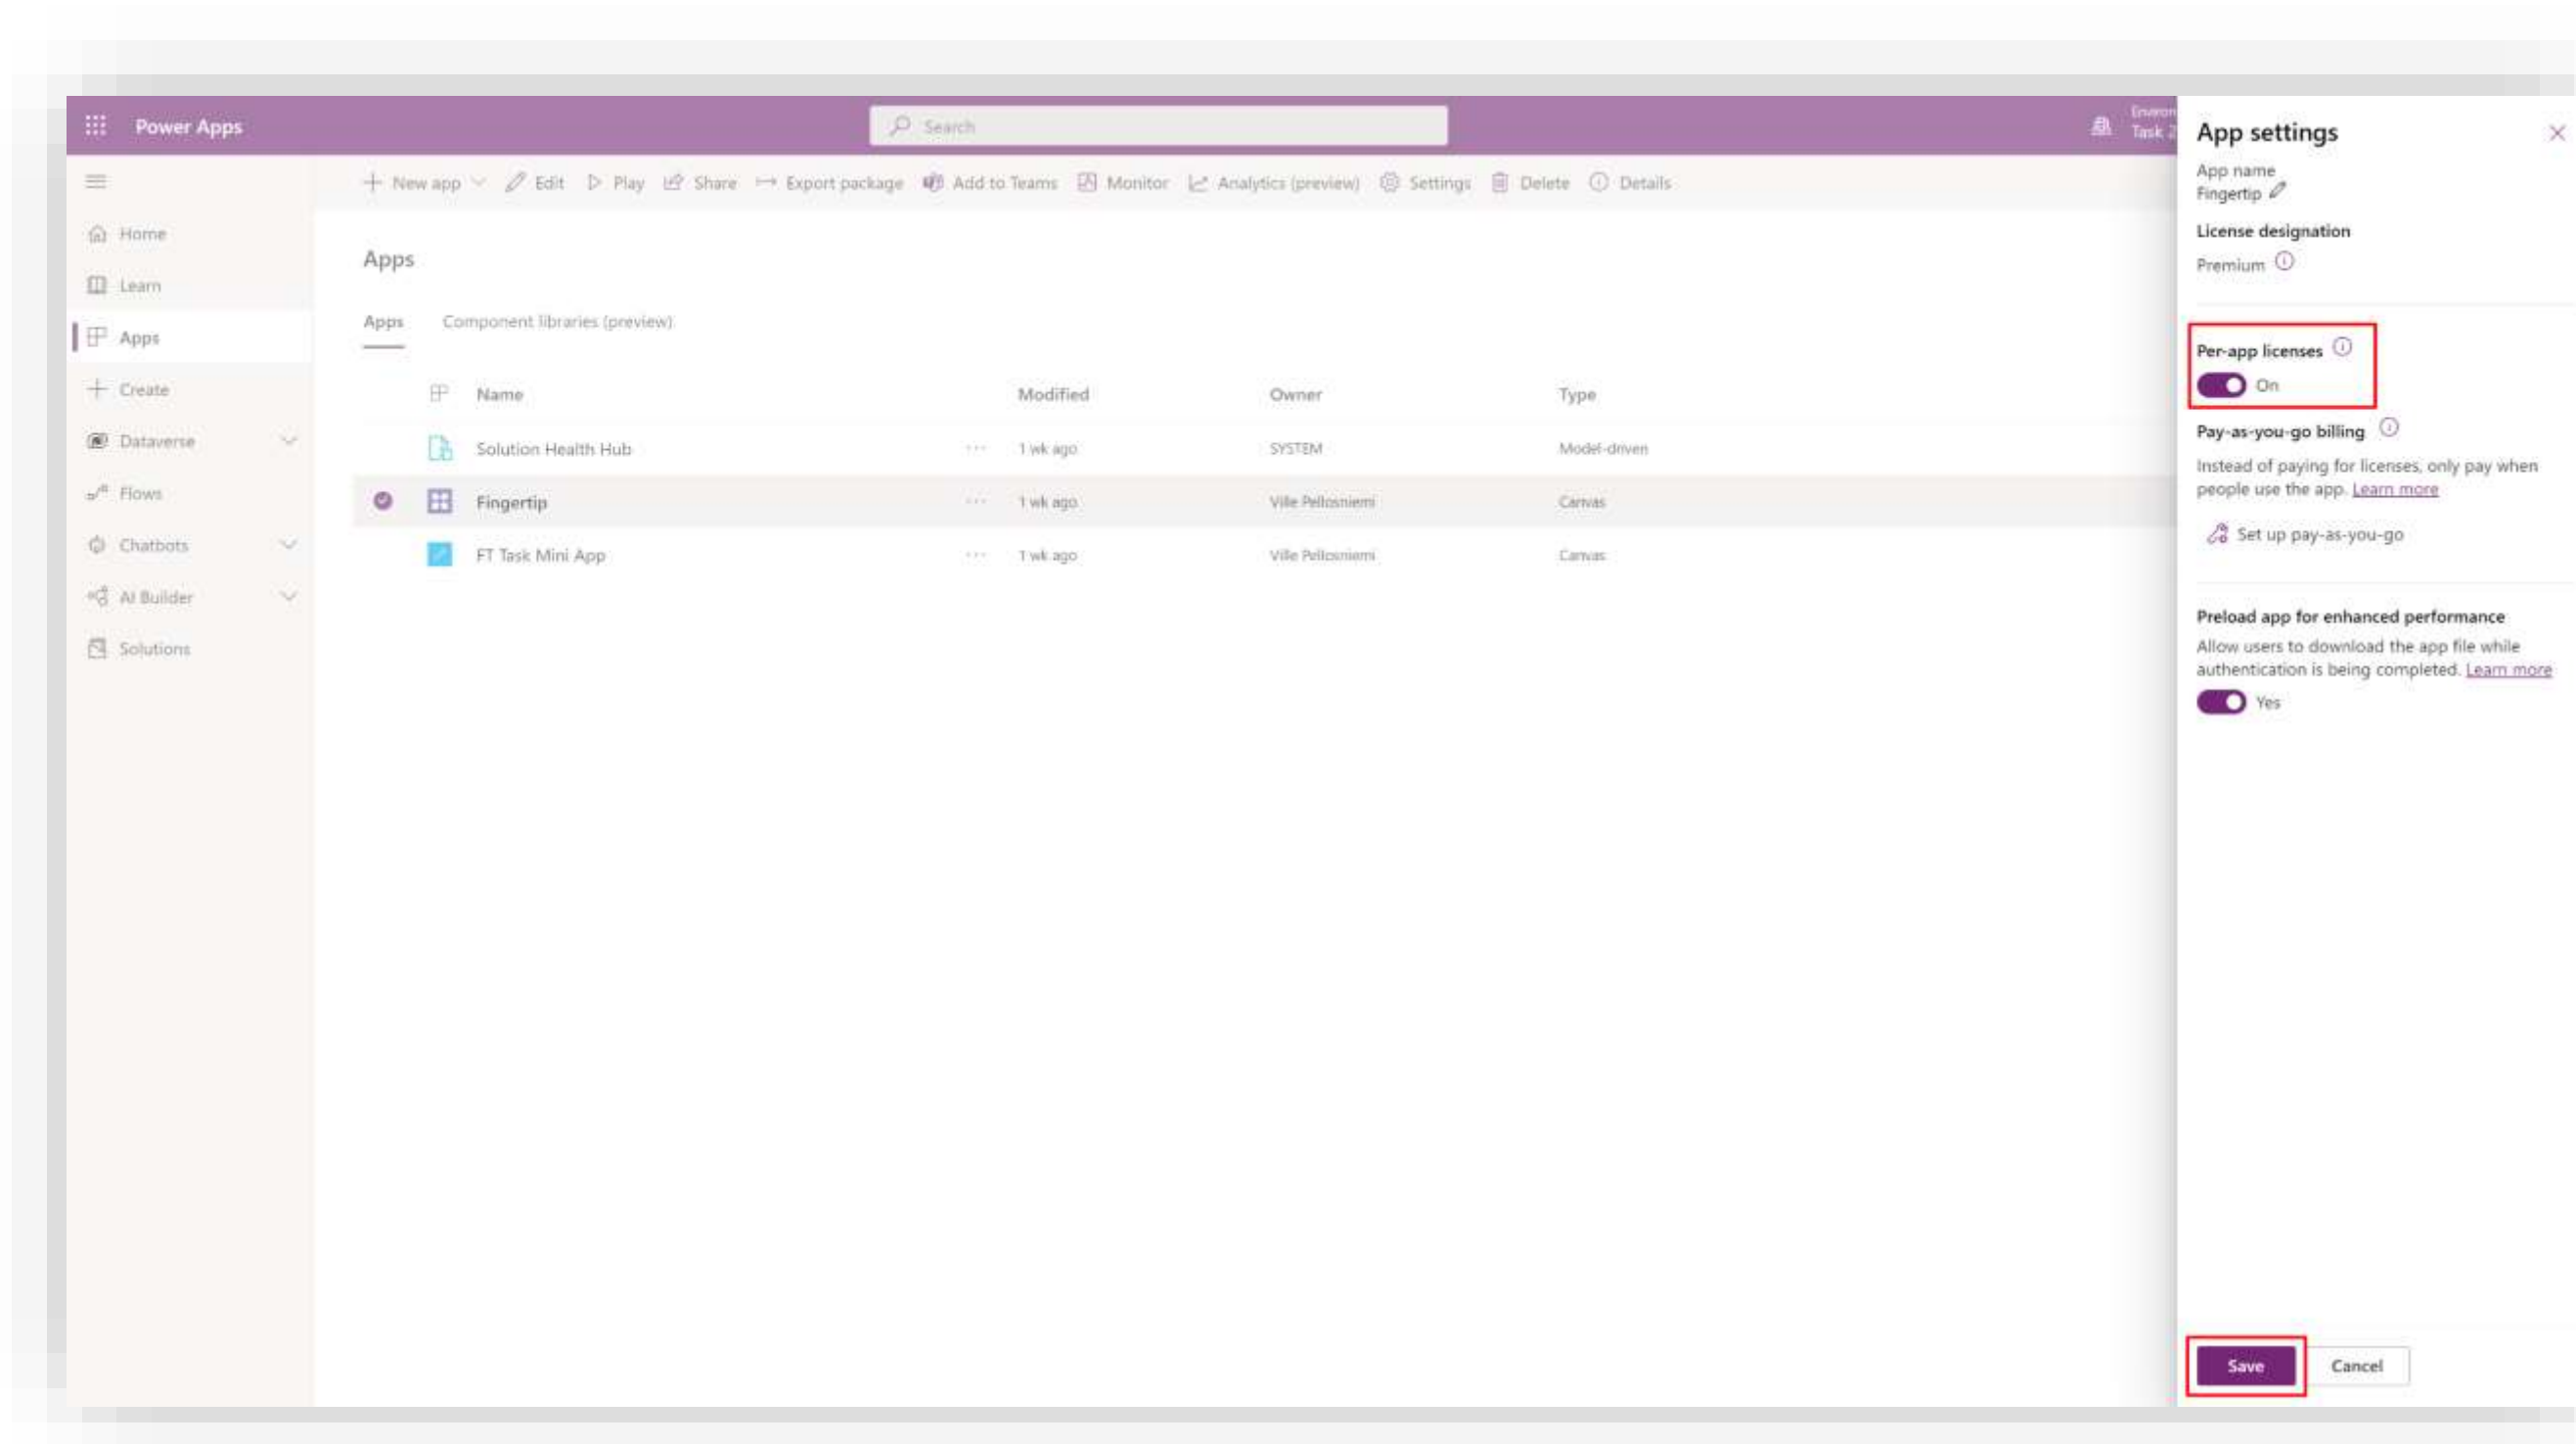 Power Apps
Search
Environ
Task 2
New app
Edit
Play
Share
Export package
Add to Teams
Monitor
Analytics (preview)
Settings
Delete
Details
Home
Learn
Apps
Create
Dataverse
Flows
Chatbots
AI Builder
Solutions
Apps
Apps
Component libraries (preview)
Name
Modified
Owner
Type
Solution Health Hub
1 wk ago
SYSTEM
Model-driven
Fingertip
1 wk ago
Ville Pellosniemi
Canvas
FT Task Mini App
1 wk ago
Ville Pellosniemi
Canvas
App settings
App name
Fingertip
License designation
Premium
Per-app licenses
On
Pay-as-you-go billing
Instead of paying for licenses, only pay when
people use the app. Learn more
Set up pay-as-you-go
Preload app for enhanced performance
Allow users to download the app file while
authentication is being completed. Learn more
Yes
Save
Cancel